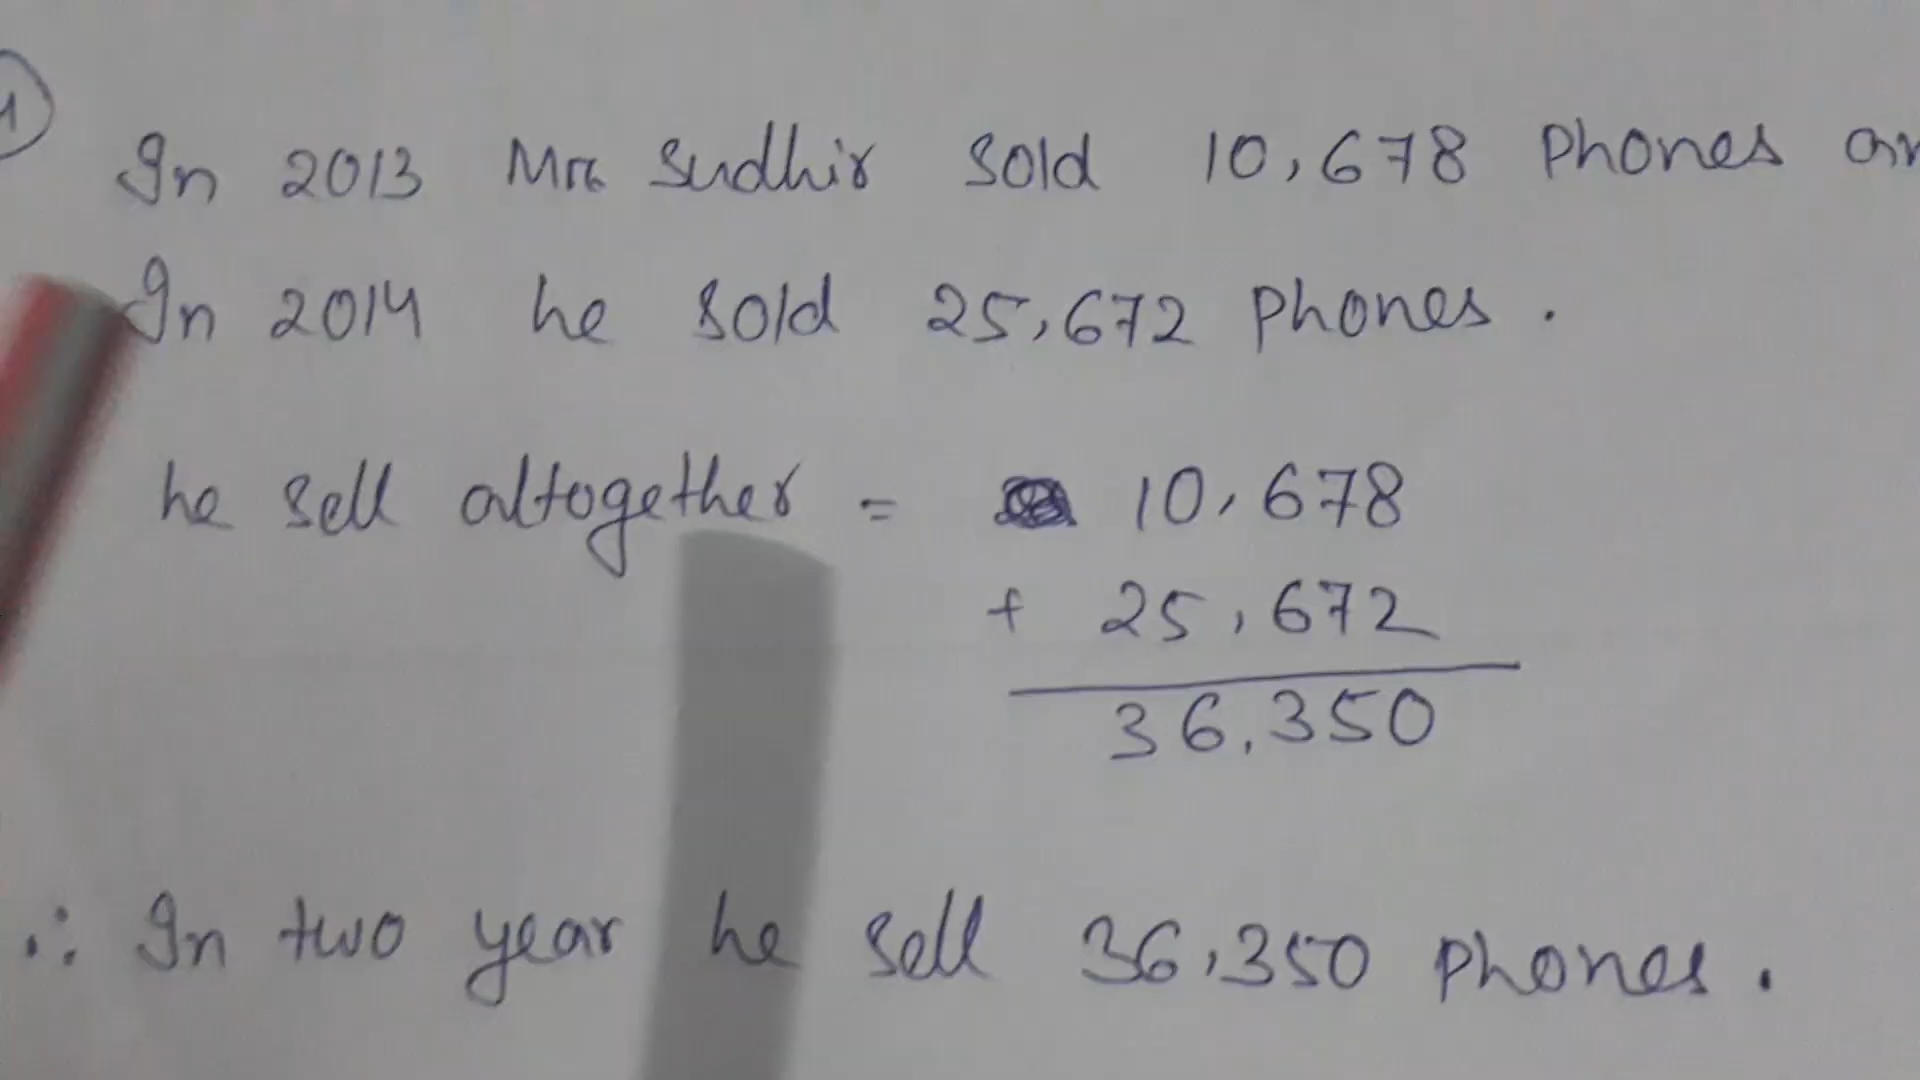 1
In 2013 Mr. Sudhir sold 10,678 Phones an
In 2014 he sold 25,672 Phones.
he sell altogether = 10,678
+ 25,672
36,350
∴ In two year he sell 36,350 Phones.